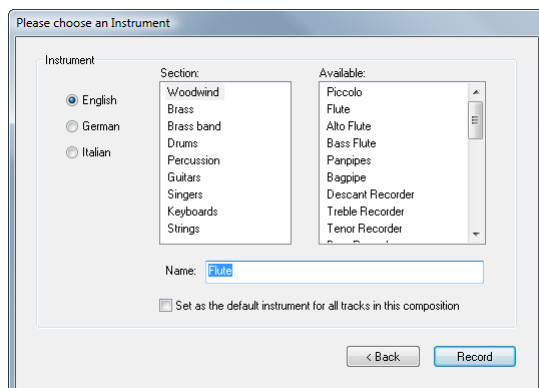 Please choose an Instrument
Instrument
English
German
Italian
Section:
Woodwind
Brass
Brass band
Drums
Percussion
Guitars
Singers
Keyboards
Strings
Available:
Piccolo
Flute
Alto Flute
Bass Flute
Panpipes
Bagpipe
Descant Recorder
Treble Recorder
Tenor Recorder
Name: Flute
Set as the default instrument for all tracks in this composition
< Back
Record